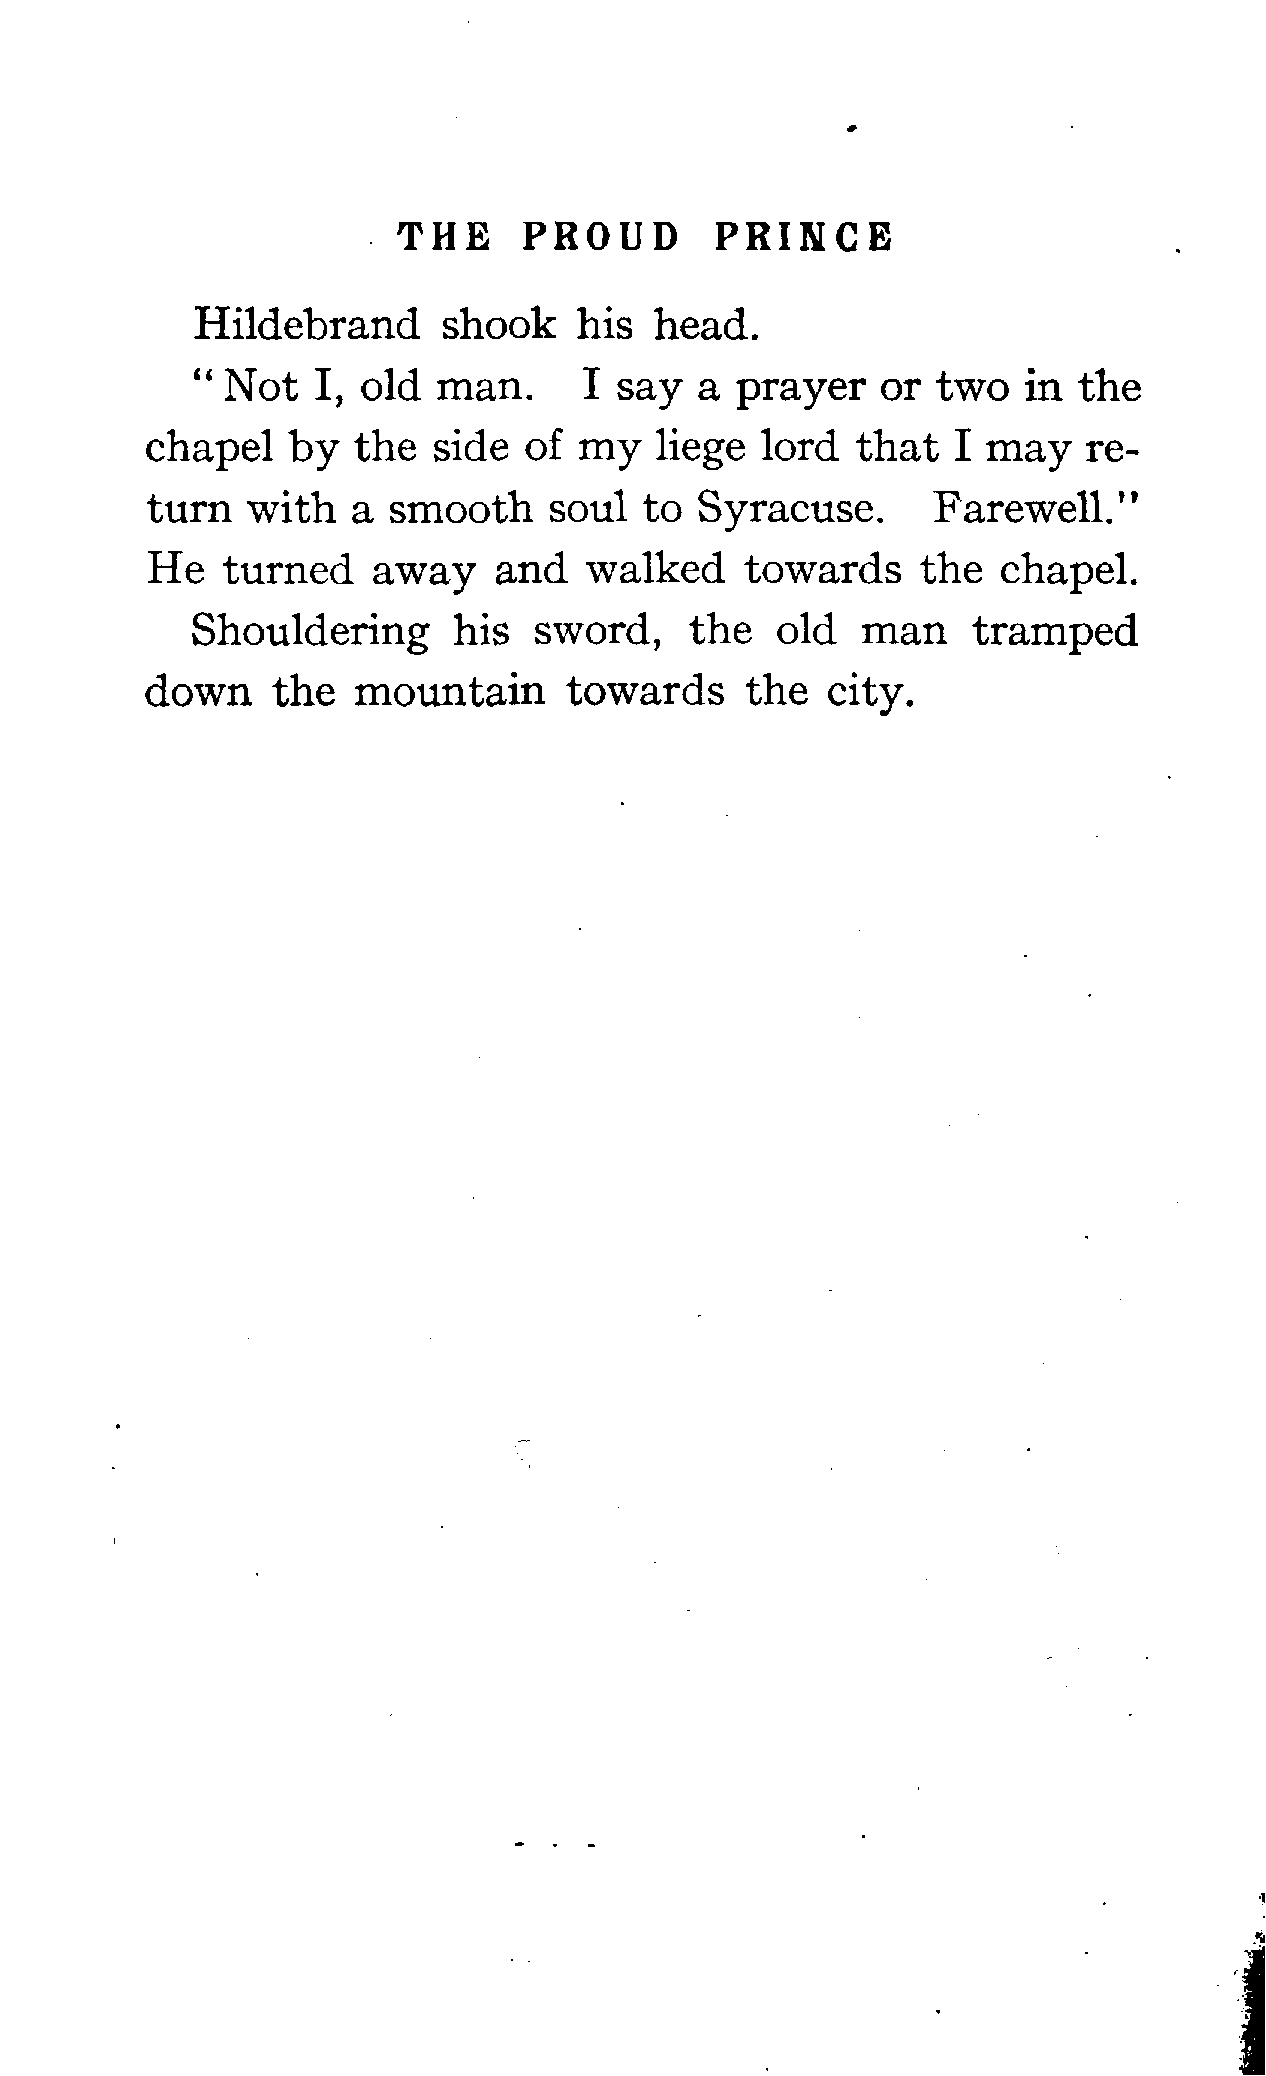 THE PROUD PRINCE
Hildebrand shook his head.
"Not I, old man. I say a prayer or two in the
chapel by the side of my liege lord that I may re-
turn with a smooth soul to Syracuse. Farewell."
He turned away and walked towards the chapel.
Shouldering his sword, the old man tramped
down the mountain towards the city.